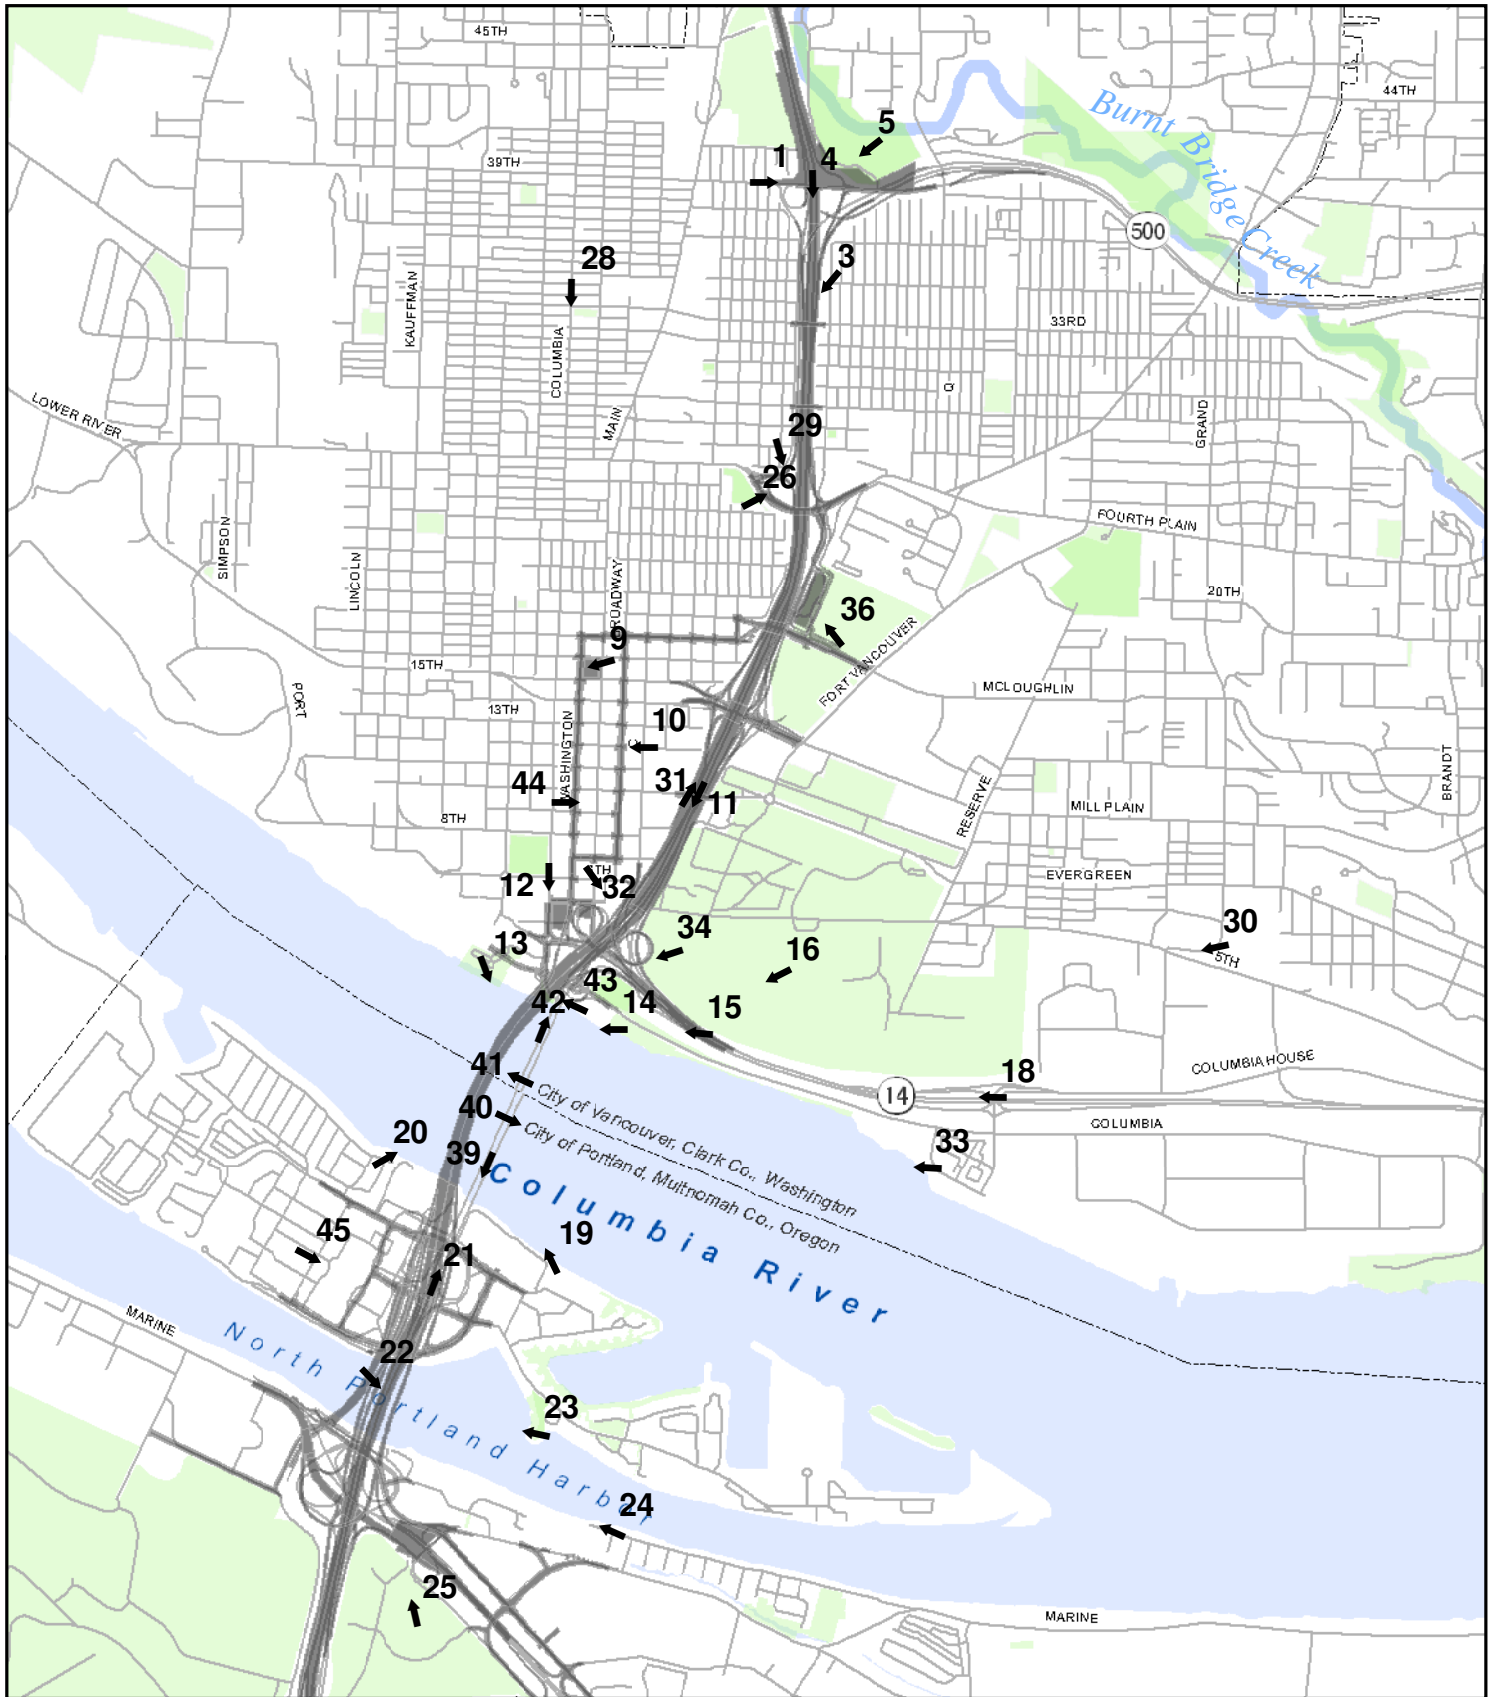 45TH
44TH
Burnt Bridge Creek
5
1
4
39TH
500
28
3
KAUFFMAN
33RD
COLUMBIA
Q
LOWER RIVER
MAIN
GRAND
29
26
SIMPSON
FOURTH PLAIN
LINCOLN
ROADWAY
20TH
36
9
FORT VANCOUVER
15TH
MCLOUGHLIN
PORT
13TH
10
WASHINGTON
BRANDT
44
31
11
RESERVE
MILL PLAIN
8TH
TH
EVERGREEN
12
32
30
34
13
16
5TH
43
42
14
15
41
COLUMBIA HOUSE
18
14
40
City of Vancouver, Clark Co., Washington
COLUMBIA
City of Portland, Multnomah Co., Oregon
20
39
33
Columbia River
45
19
21
MARINE
22
North Portland Harbor
23
24
25
MARINE